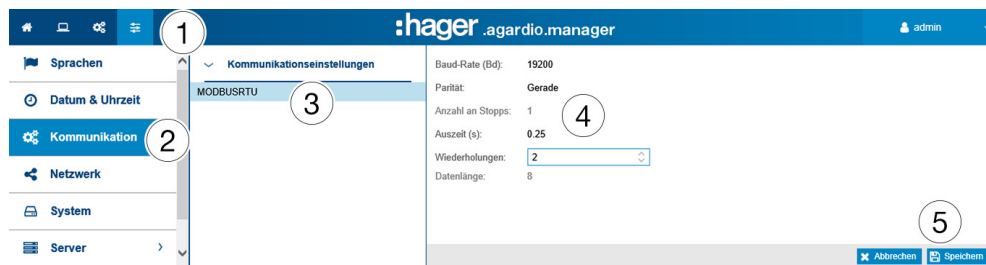 1
:hager .agardio.manager
admin
Sprachen
Datum & Uhrzeit
Kommunikation
2
Netzwerk
System
Server
Kommunikationseinstellungen
MODBUSRTU
3
Baud-Rate (Bd): 19200
Parität: Gerade
Anzahl an Stopps: 1
4
Auszeit (s): 0.25
Wiederholungen: 2
Datenlänge: 8
5
Abbrechen Speichern